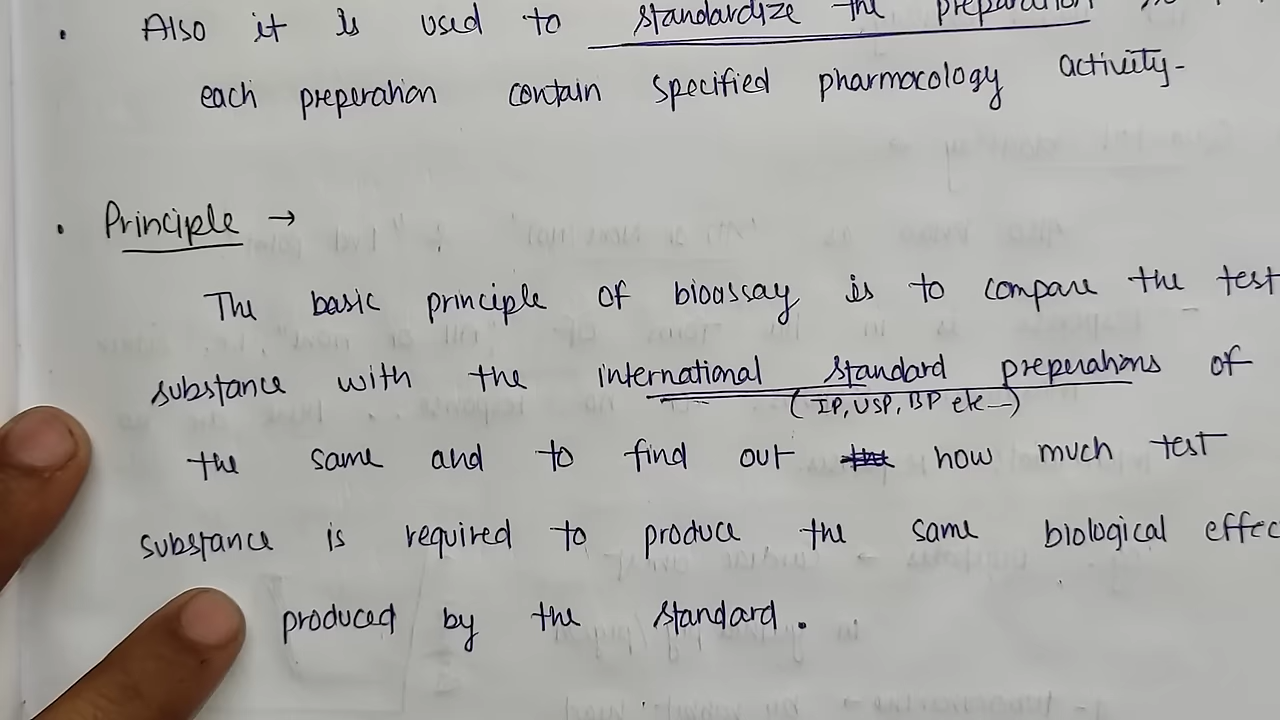 . Also it is used to standardize the preparation
each preperation contain specified pharmacology activity-
. Principle →
The basic principle of bioassay is to compare the test
substance with the international standard preperations of
(IP, USP, BP etc—)
the same and to find out how much test
substance is required to produce the same biological effec
produced by the standard.